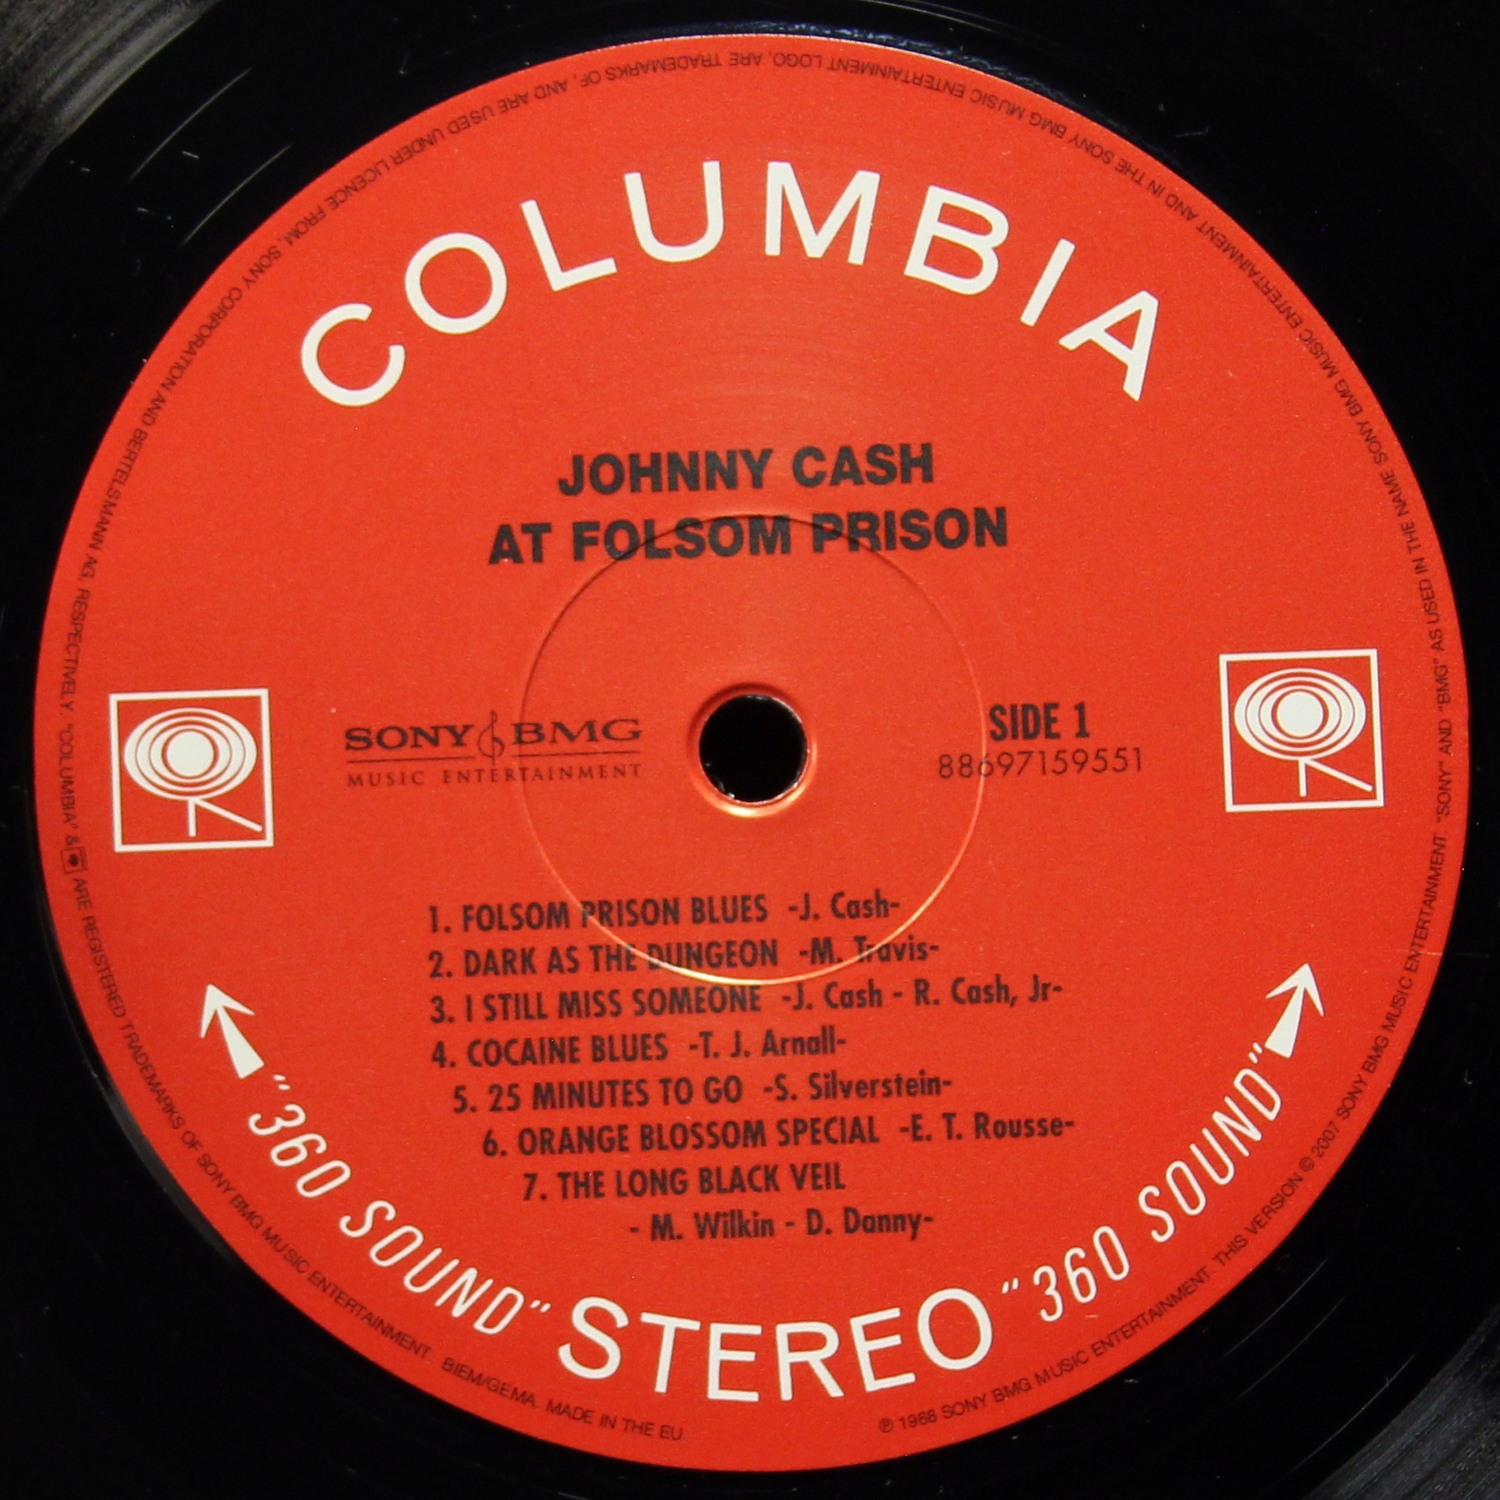 COLUMBIA
JOHNNY CASH
AT FOLSOM PRISON
SONY BMG
MUSIC ENTERTAINMENT
SIDE 1
88697159551
1. FOLSOM PRISON BLUES -J. Cash-
2. DARK AS THE DUNGEON -M. Travis-
3. I STILL MISS SOMEONE -J. Cash - R. Cash, Jr-
4. COCAINE BLUES -T. J. Arnall-
5. 25 MINUTES TO GO -S. Silverstein-
6. ORANGE BLOSSOM SPECIAL -E. T. Rousse-
7. THE LONG BLACK VEIL
- M. Wilkin - D. Danny-
"360 SOUND" STEREO "360 SOUND"
℗ 1968 SONY BMG MUSIC ENTERTAINMENT. THIS VERSION © 2007 SONY BMG MUSIC ENTERTAINMENT "SONY" AND "BMG" AS USED IN THE NAME SONY BMG MUSIC ENTERTAINMENT AND IN THE SONY BMG MUSIC ENTERTAINMENT LOGO, ARE TRADEMARKS OF, AND ARE USED UNDER LICENCE FROM, SONY CORPORATION AND BERTELSMANN AG, RESPECTIVELY. "COLUMBIA" & ARE REGISTERED TRADEMARKS OF SONY BMG MUSIC ENTERTAINMENT. BIEM/GEMA. MADE IN THE EU.